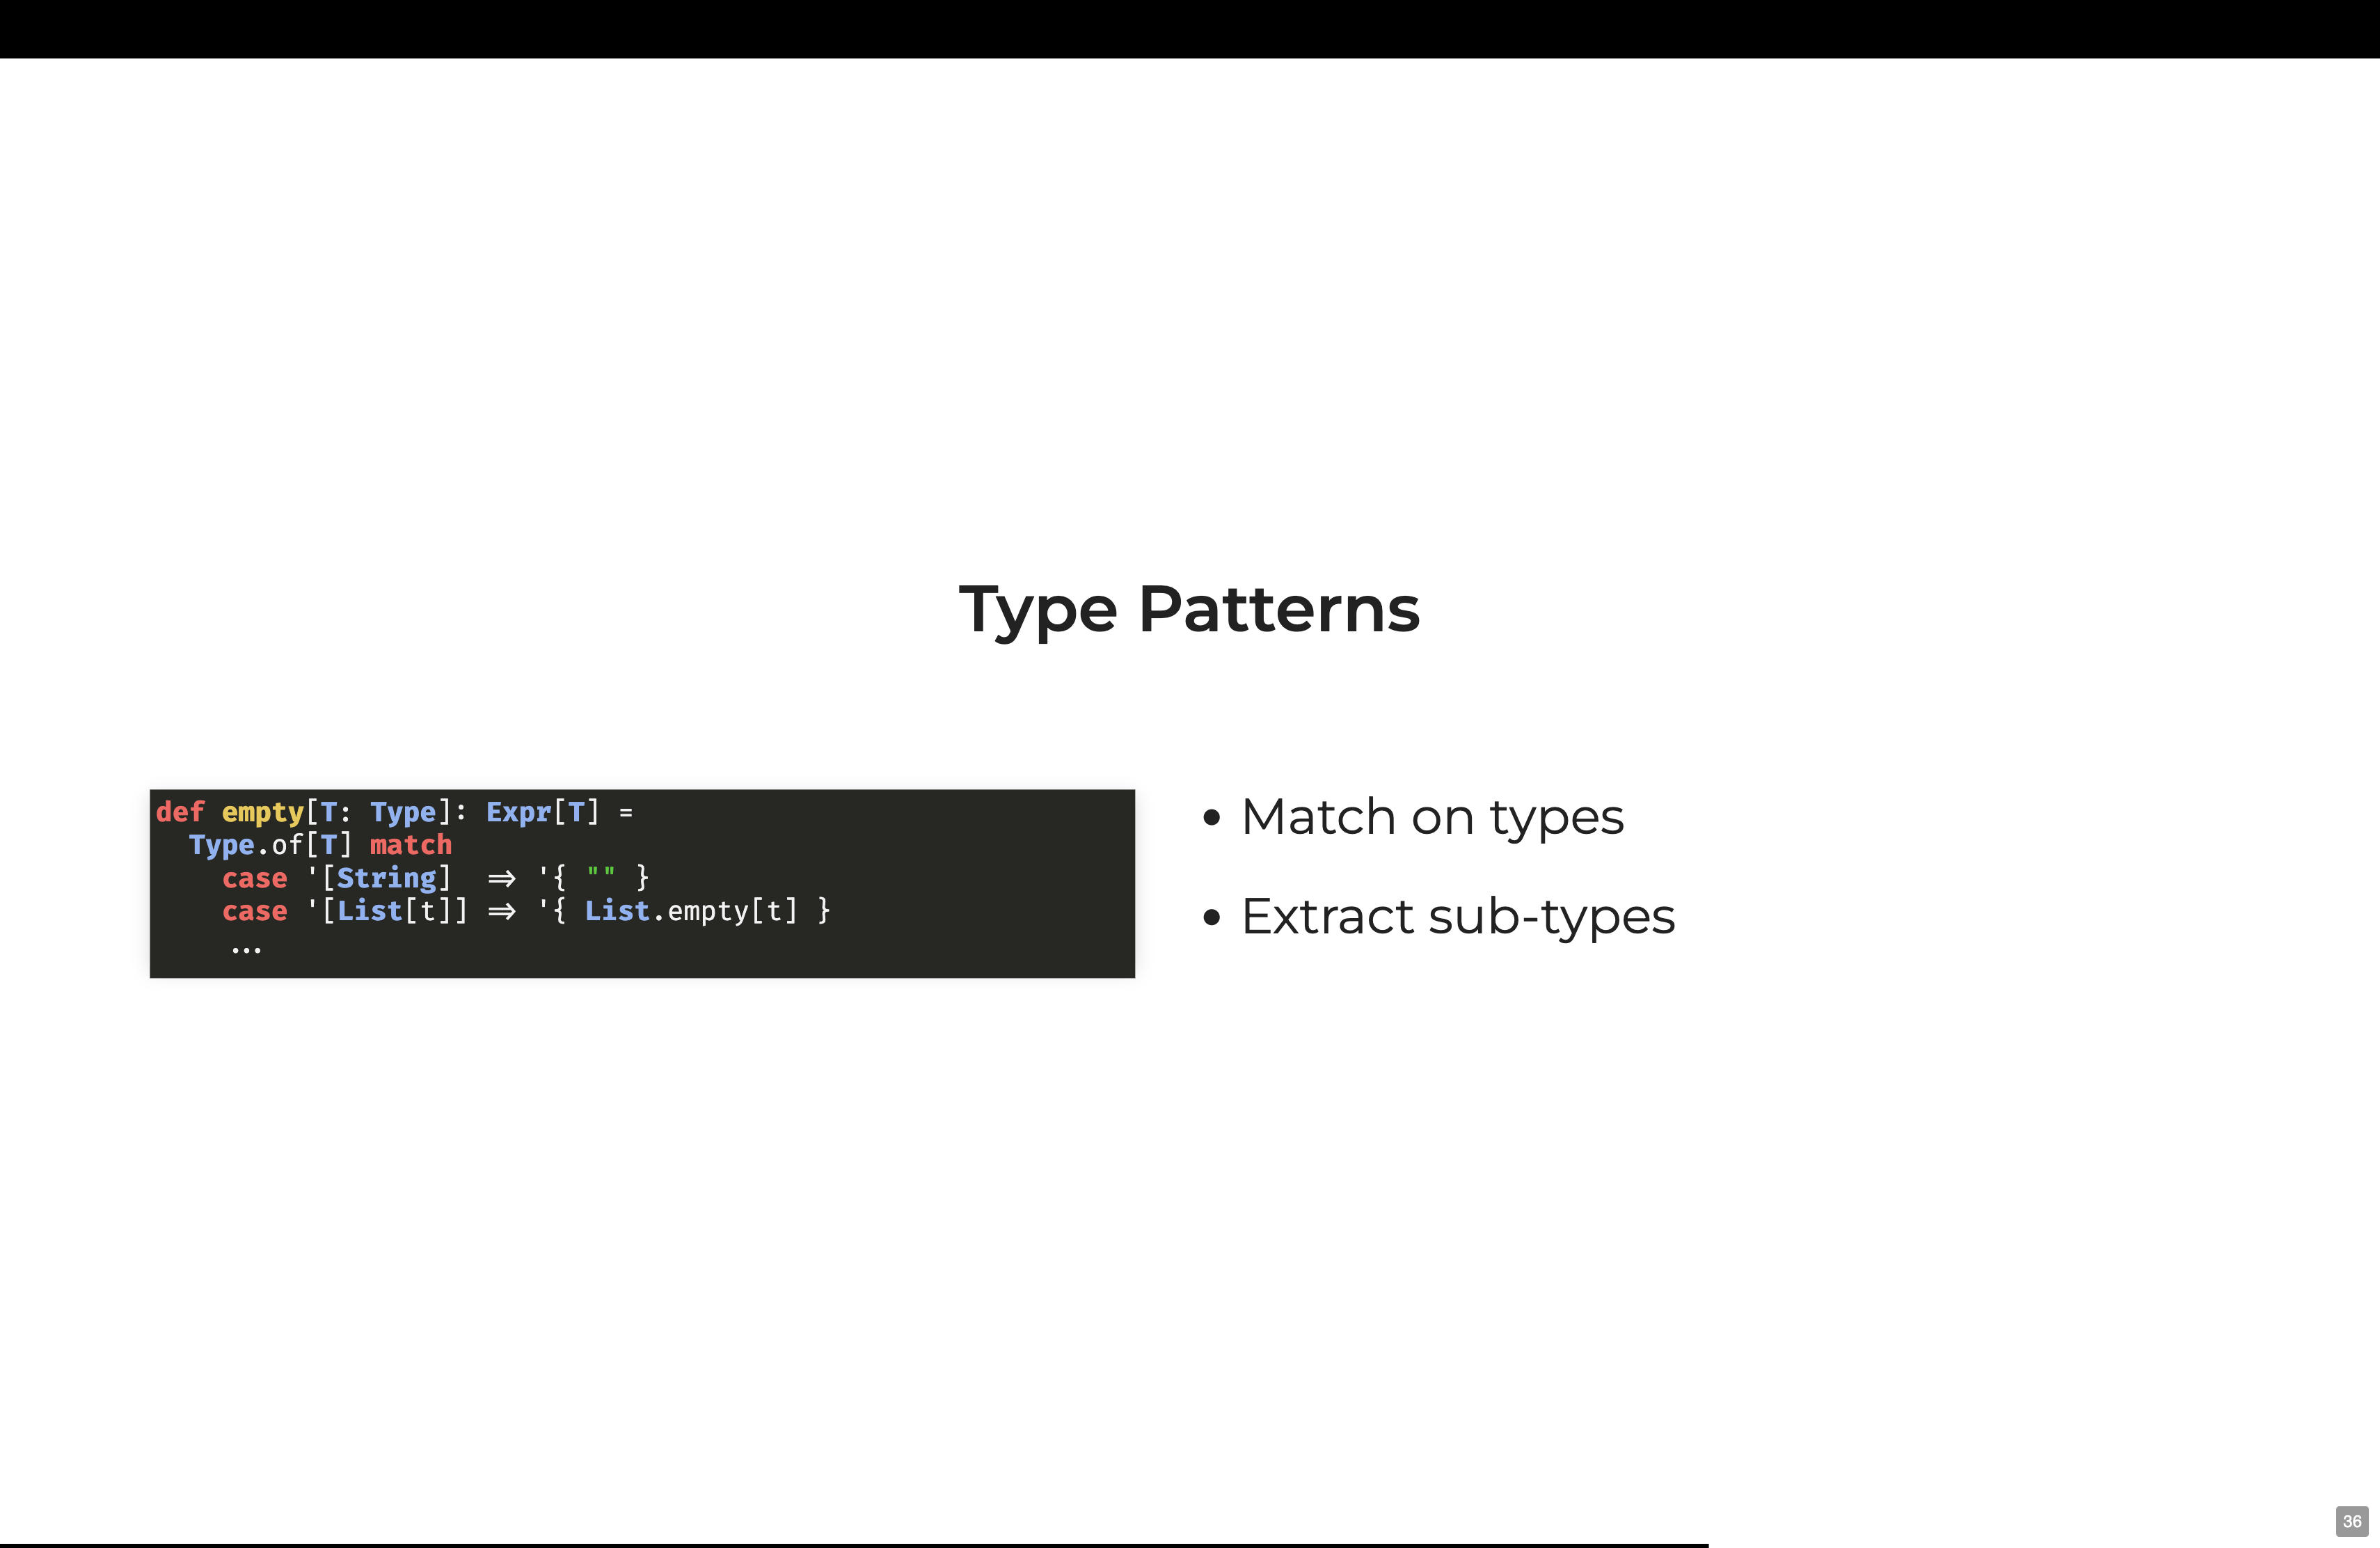 Type Patterns
def empty[T: Type]: Expr[T] =
  Type.of[T] match
    case '[String]  ⇒ '{ "" }
    case '[List[t]] ⇒ '{ List.empty[t] }
    ...
• Match on types
• Extract sub-types
36